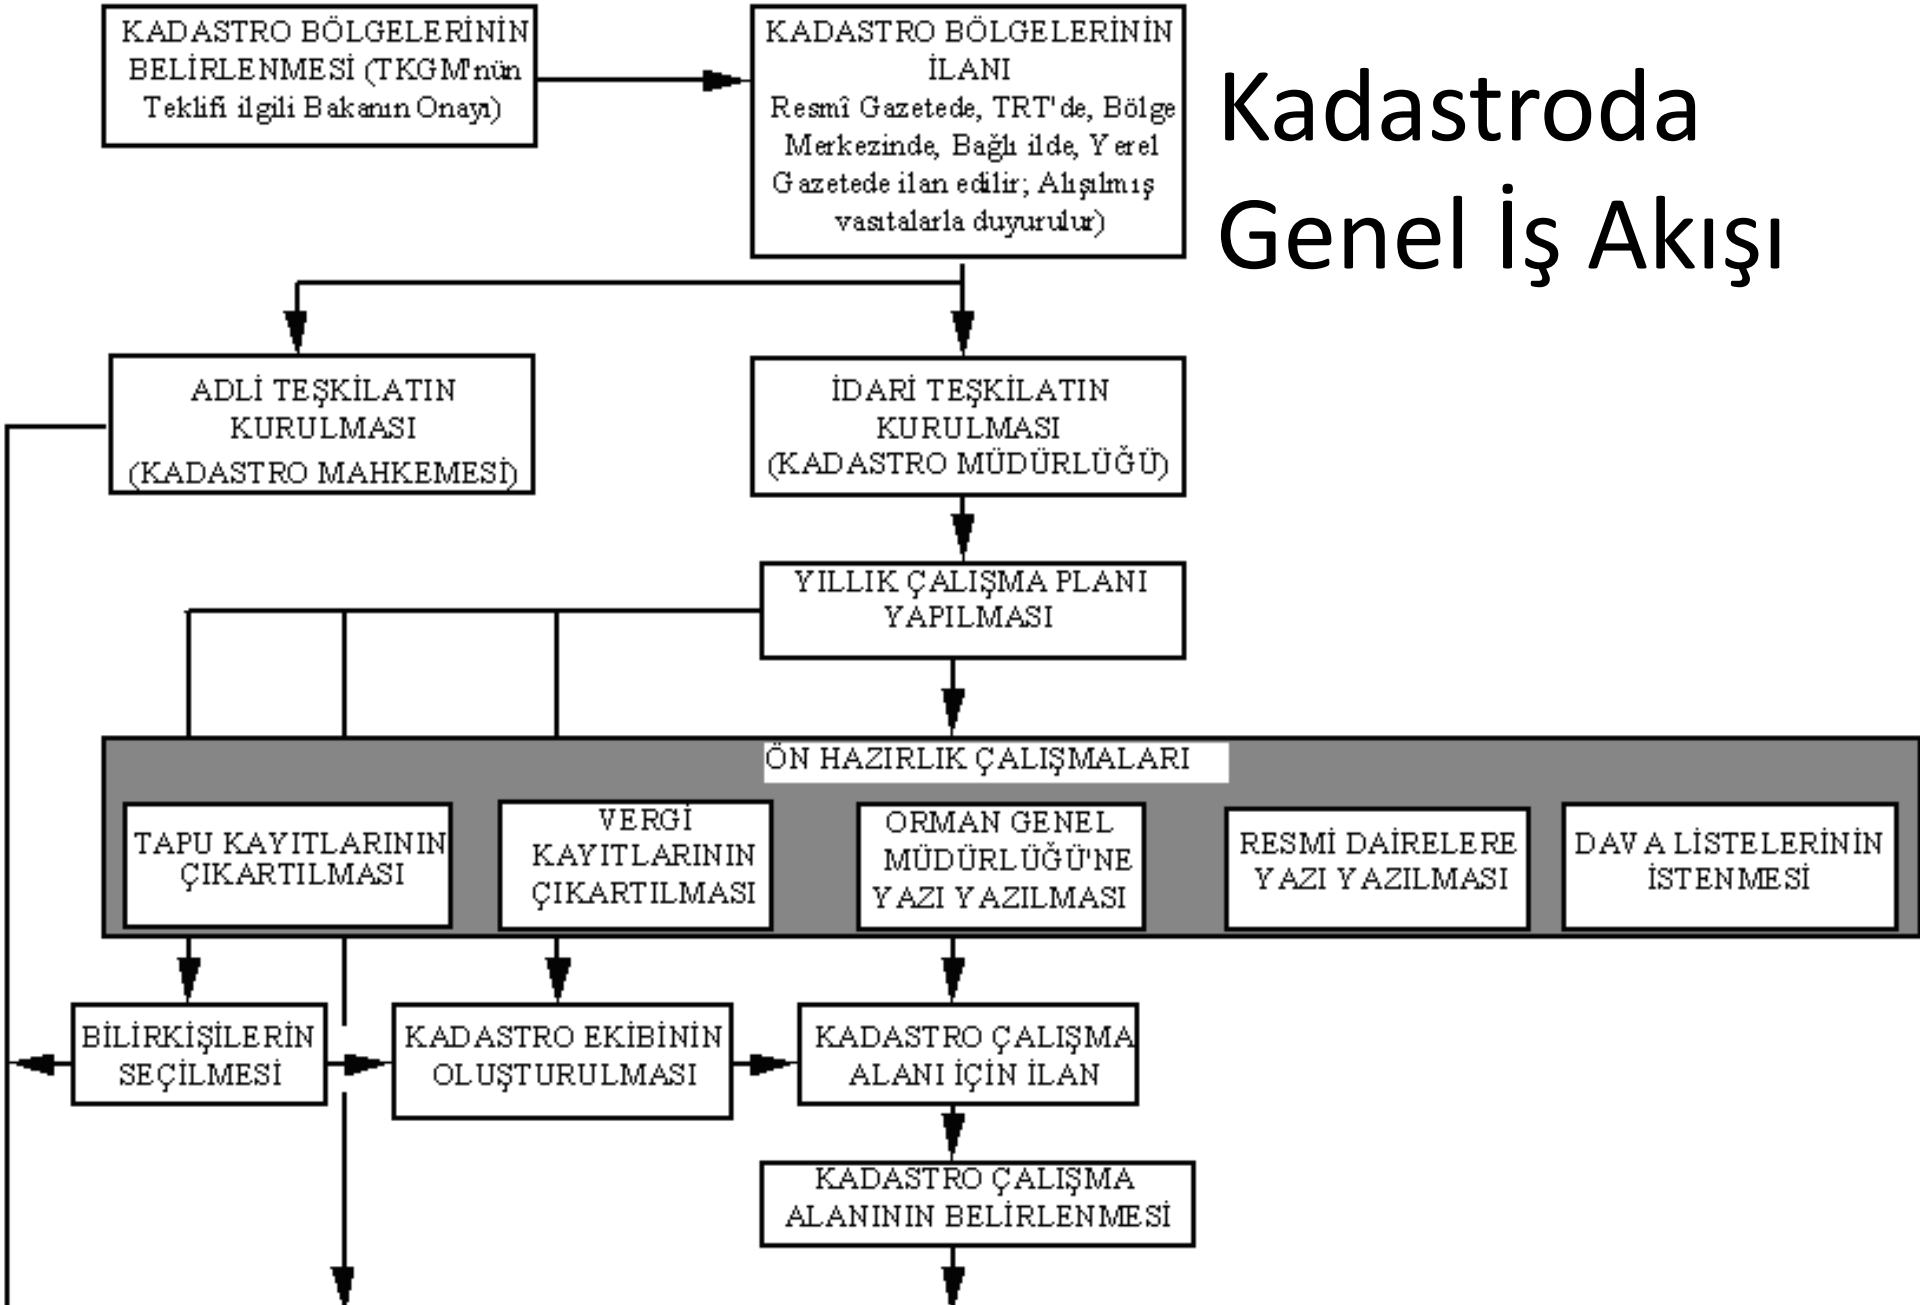 KADASTRO BÖLGELERİNİN
BELİRLENMESİ (TKGM'nün
Teklifi ilgili Bakanın Onayı)
KADASTRO BÖLGELERİNİN
İLANI
Resmî Gazetede, TRT'de, Bölge
Merkezinde, Bağlı ilde, Yerel
Gazetede ilan edilir; Alışılmış
vasıtalarla duyurulur)
Kadastroda
Genel İş Akışı
ADLİ TEŞKİLATIN
KURULMASI
(KADASTRO MAHKEMESİ)
İDARİ TEŞKİLATIN
KURULMASI
(KADASTRO MÜDÜRLÜĞÜ)
YILLIK ÇALIŞMA PLANI
YAPILMASI
ÖN HAZIRLIK ÇALIŞMALARI
TAPU KAYITLARININ
ÇIKARTILMASI
VERGİ
KAYITLARININ
ÇIKARTILMASI
ORMAN GENEL
MÜDÜRLÜĞÜ'NE
YAZI YAZILMASI
RESMİ DAİRELERE
YAZI YAZILMASI
DAVA LİSTELERİNİN
İSTENMESİ
BİLİRKİŞİLERİN
SEÇİLMESİ
KADASTRO EKİBİNİN
OLUŞTURULMASI
KADASTRO ÇALIŞMA
ALANI İÇİN İLAN
KADASTRO ÇALIŞMA
ALANININ BELİRLENMESİ